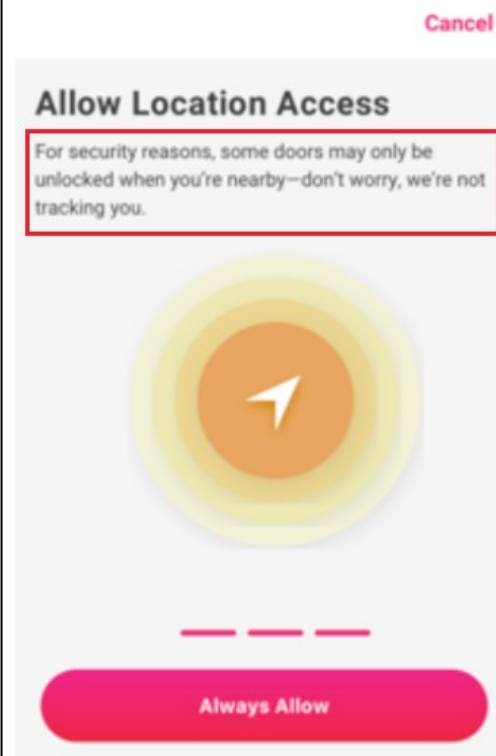 Cancel
Allow Location Access
For security reasons, some doors may only be
unlocked when you're nearby—don't worry, we're not
tracking you.
Always Allow